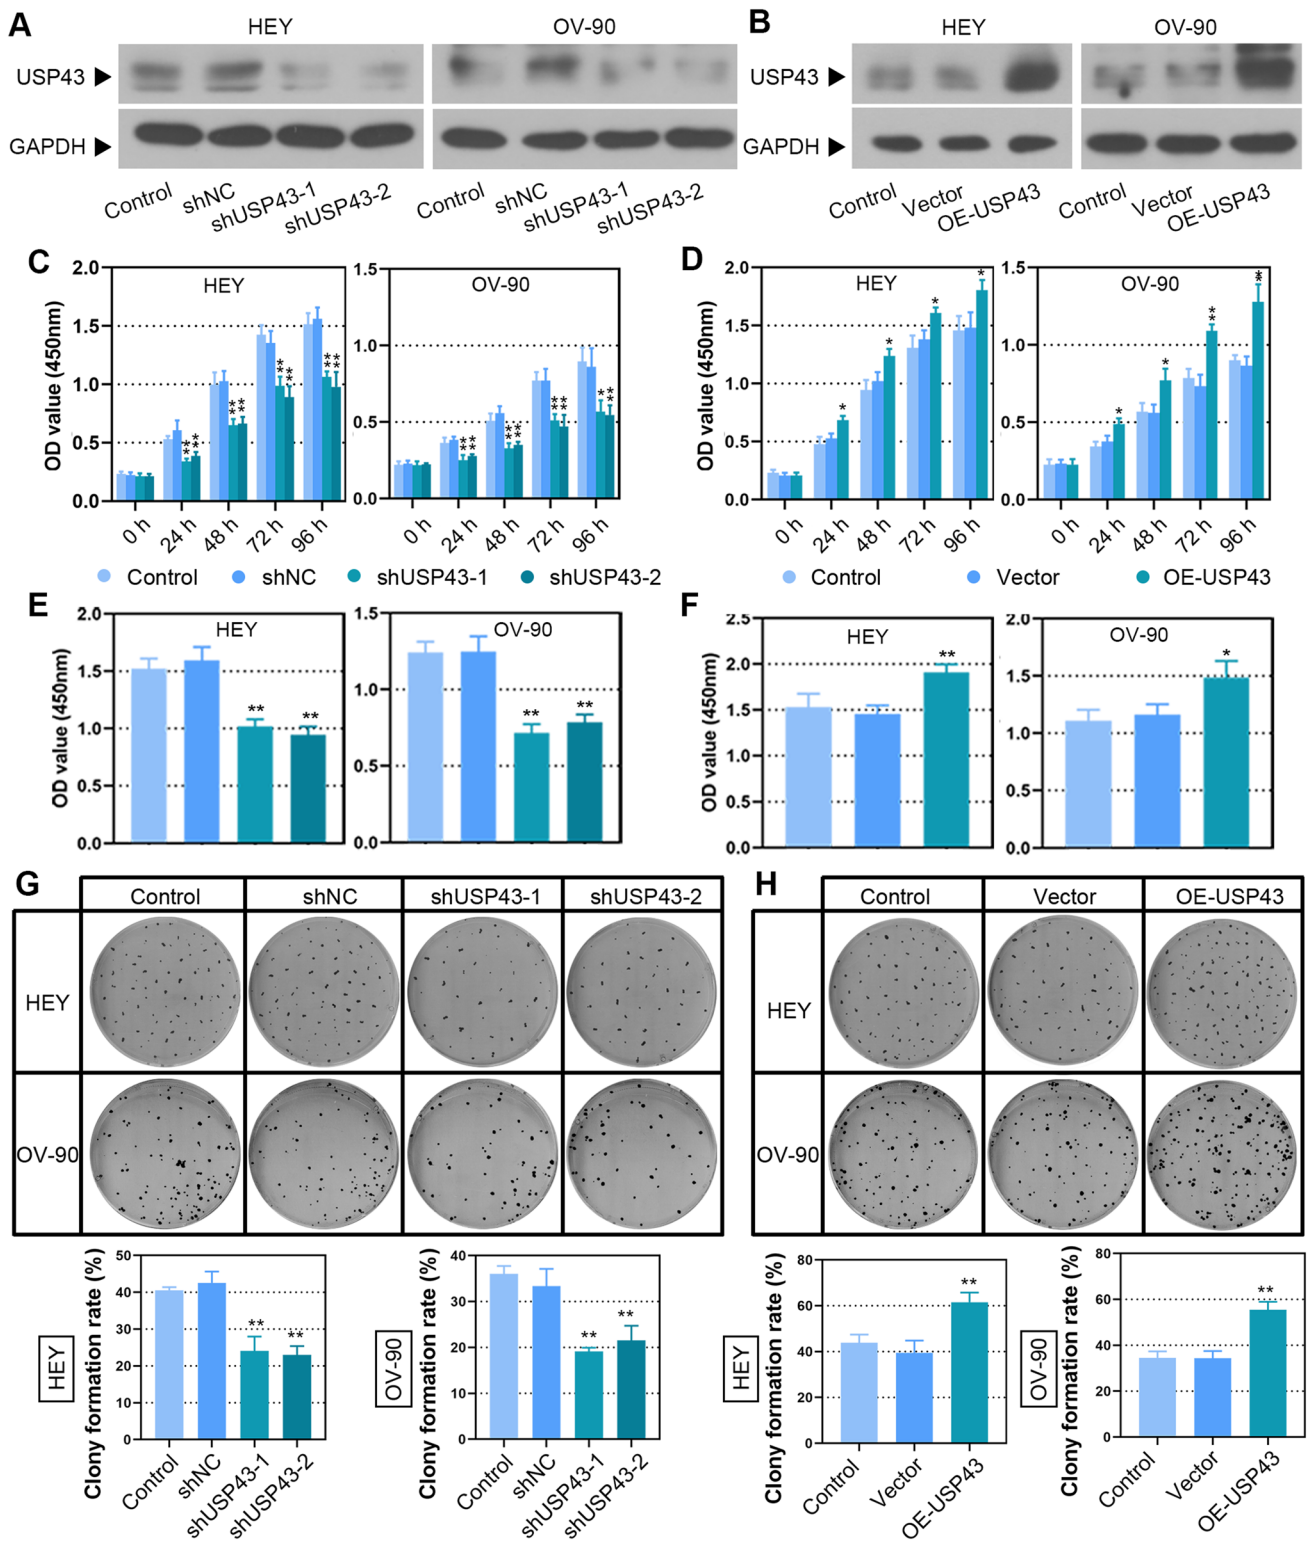 A
HEY
OV-90
USP43
GAPDH
Control
shNC
shUSP43-1
shUSP43-2
Control
shNC
shUSP43-1
shUSP43-2
B
HEY
OV-90
USP43
GAPDH
Control
Vector
OE-USP43
Control
Vector
OE-USP43
C
OD value (450nm)
2.0
1.5
1.0
0.5
0.0
HEY
** ** ** ** ** ** ** **
0 h
24 h
48 h
72 h
96 h
1.5
1.0
0.5
0.0
OV-90
** ** ** ** ** ** * **
0 h
24 h
48 h
72 h
96 h
Control
shNC
shUSP43-1
shUSP43-2
D
OD value (450nm)
2.0
1.5
1.0
0.5
0.0
HEY
* * * *
0 h
24 h
48 h
72 h
96 h
1.5
1.0
0.5
0.0
OV-90
* * ** **
0 h
24 h
48 h
72 h
96 h
Control
Vector
OE-USP43
E
OD value (450nm)
2.0
1.5
1.0
0.5
0.0
HEY
** **
1.5
1.0
0.5
0.0
OV-90
** **
F
OD value (450nm)
2.5
2.0
1.5
1.0
0.5
0.0
HEY
**
2.0
1.5
1.0
0.5
0.0
OV-90
*
G
Control shNC shUSP43-1 shUSP43-2
HEY
OV-90
HEY
Clony formation rate (%)
50
40
30
20
10
0
** **
Control
shNC
shUSP43-1
shUSP43-2
OV-90
Clony formation rate (%)
40
30
20
10
0
** **
Control
shNC
shUSP43-1
shUSP43-2
H
Control Vector OE-USP43
HEY
OV-90
HEY
Clony formation rate (%)
80
60
40
20
0
**
Control
Vector
OE-USP43
OV-90
Clony formation rate (%)
80
60
40
20
0
**
Control
Vector
OE-USP43